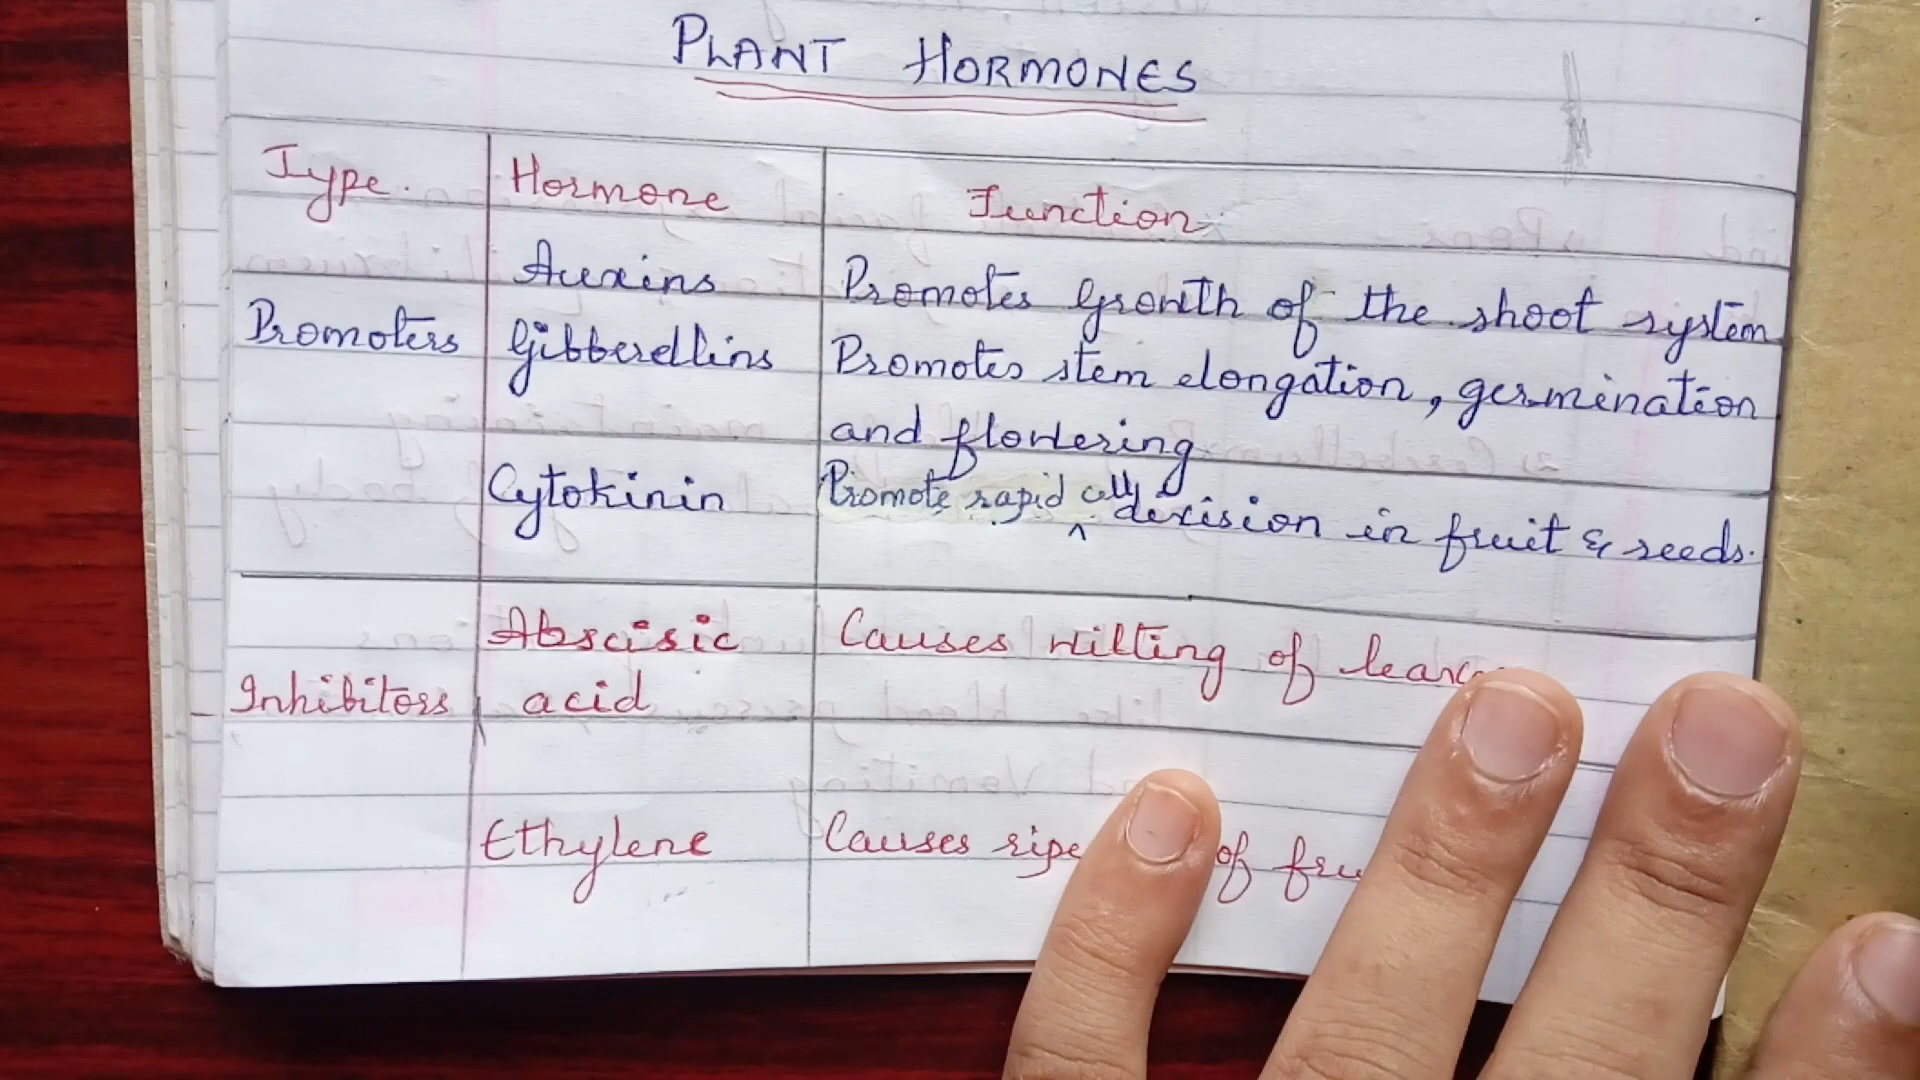 PLANT HORMONES
Type. Hormone Function
Auxins Promotes growth of the shoot system
Promoters Gibberellins Promotes stem elongation, germination
and flowering
Cytokinin Promote rapid cell division in fruit & seeds.
Abscisic Causes wilting of
Inhibitors acid
Ethylene Causes of